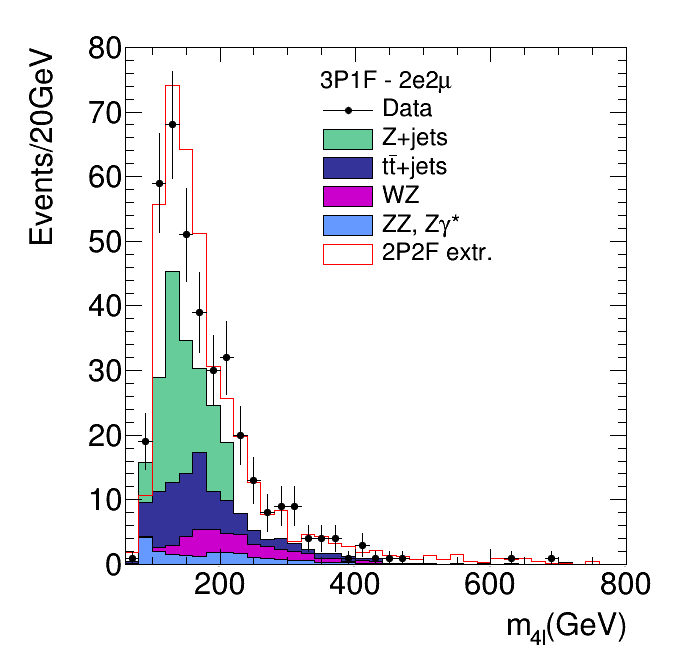 Events/20GeV
80
70
60
50
40
30
20
10
0
3P1F - 2e2μ
Data
Z+jets
tt̄+jets
WZ
ZZ, Zγ*
2P2F extr.
200
400
600
800
m4l(GeV)